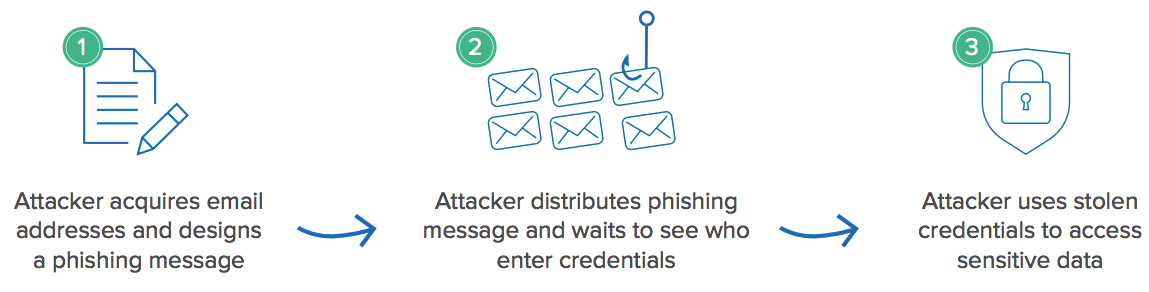 1
Attacker acquires email
addresses and designs
a phishing message
2
Attacker distributes phishing
message and waits to see who
enter credentials
3
Attacker uses stolen
credentials to access
sensitive data